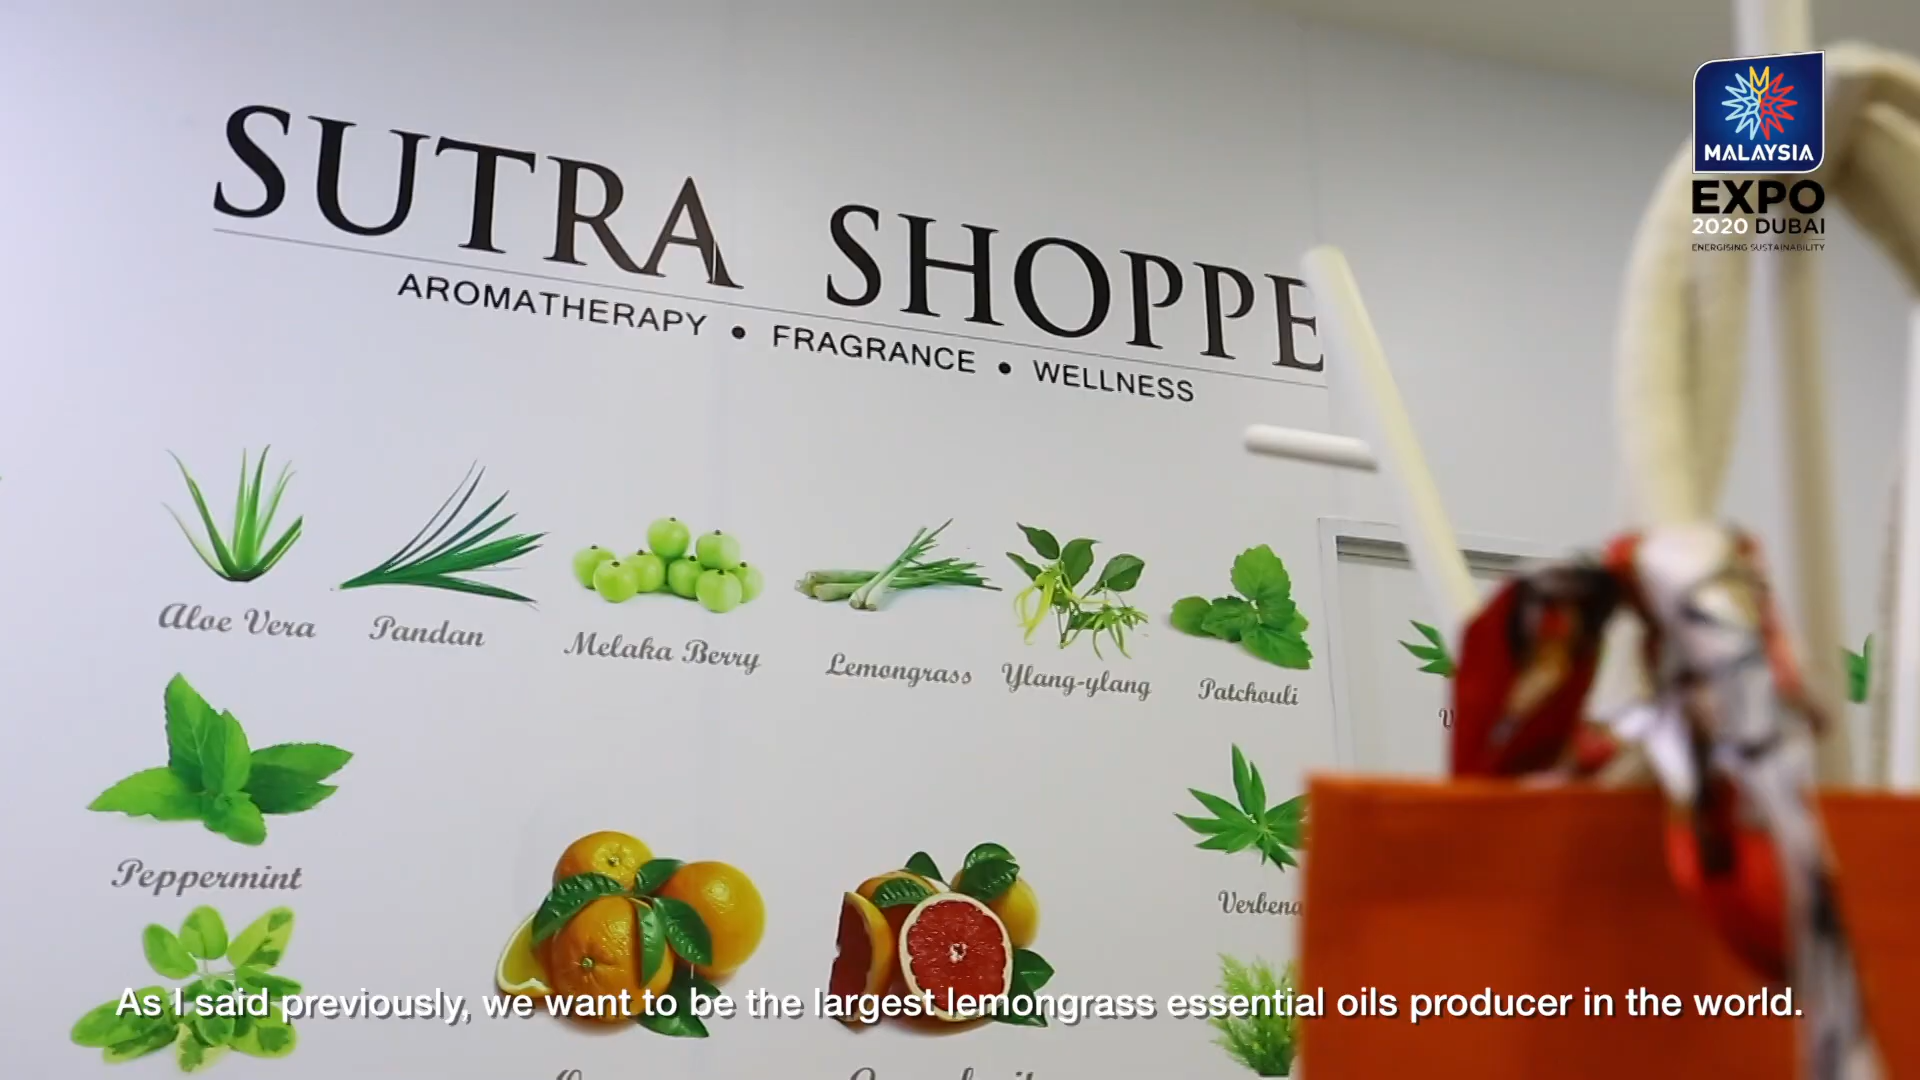 SUTRA SHOPPE
AROMATHERAPY • FRAGRANCE • WELLNESS
MALAYSIA
EXPO
2020 DUBAI
ENERGISING SUSTAINABILITY
Aloe Vera
Pandan
Melaka Berry
Lemongrass
Ylang-ylang
Patchouli
Peppermint
Verbena
As I said previously, we want to be the largest lemongrass essential oils producer in the world.